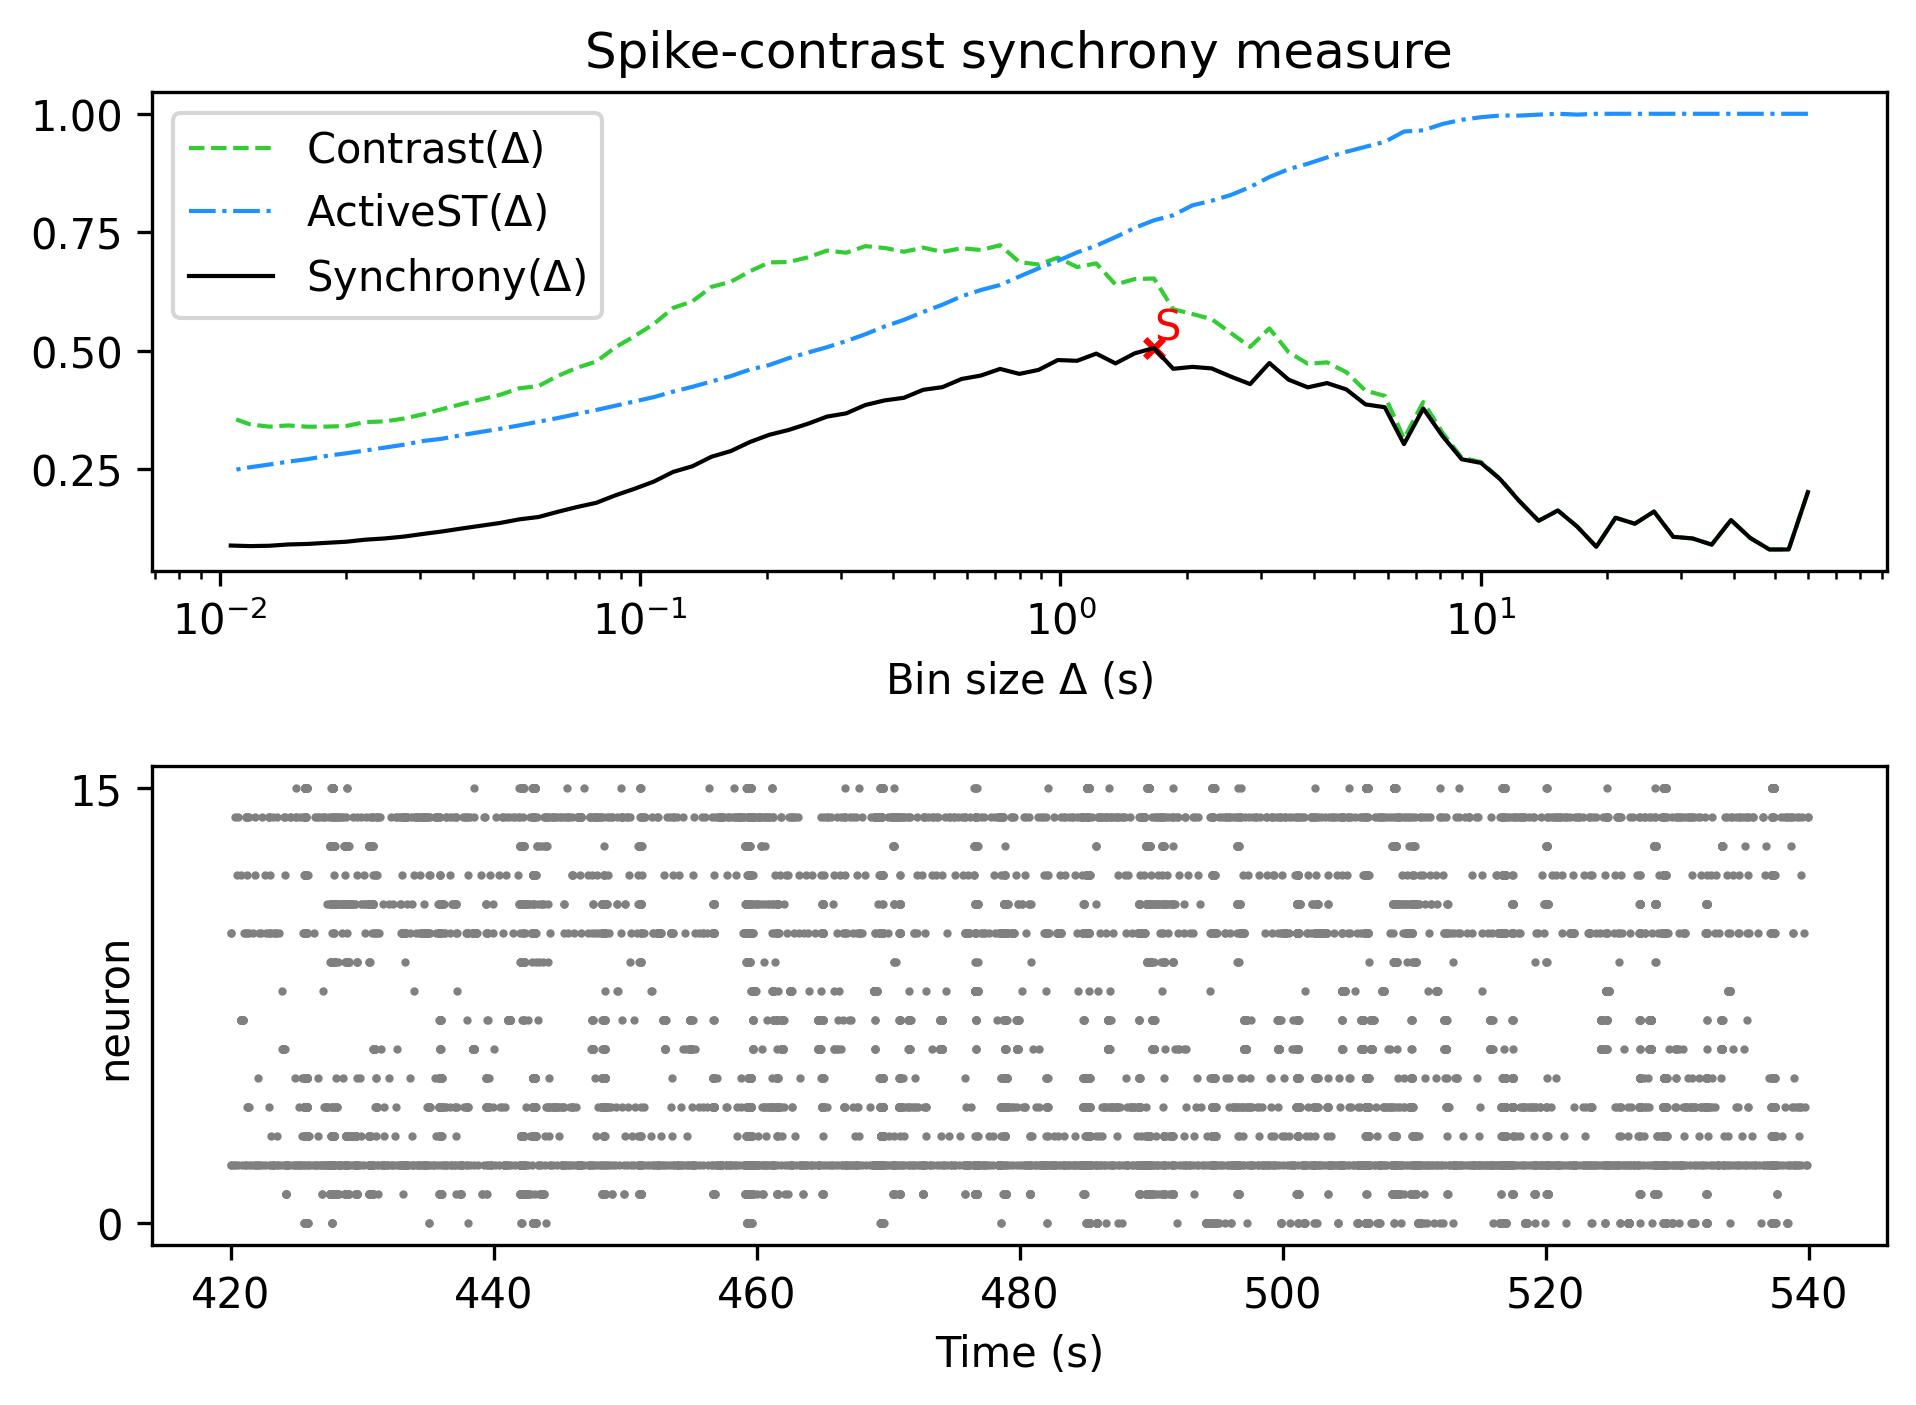 Spike-contrast synchrony measure
1.00
0.75
0.50
0.25
Contrast(Δ)
ActiveST(Δ)
Synchrony(Δ)
S
10⁻² 10⁻¹ 10⁰ 10¹
Bin size Δ (s)
15
0
neuron
420 440 460 480 500 520 540
Time (s)